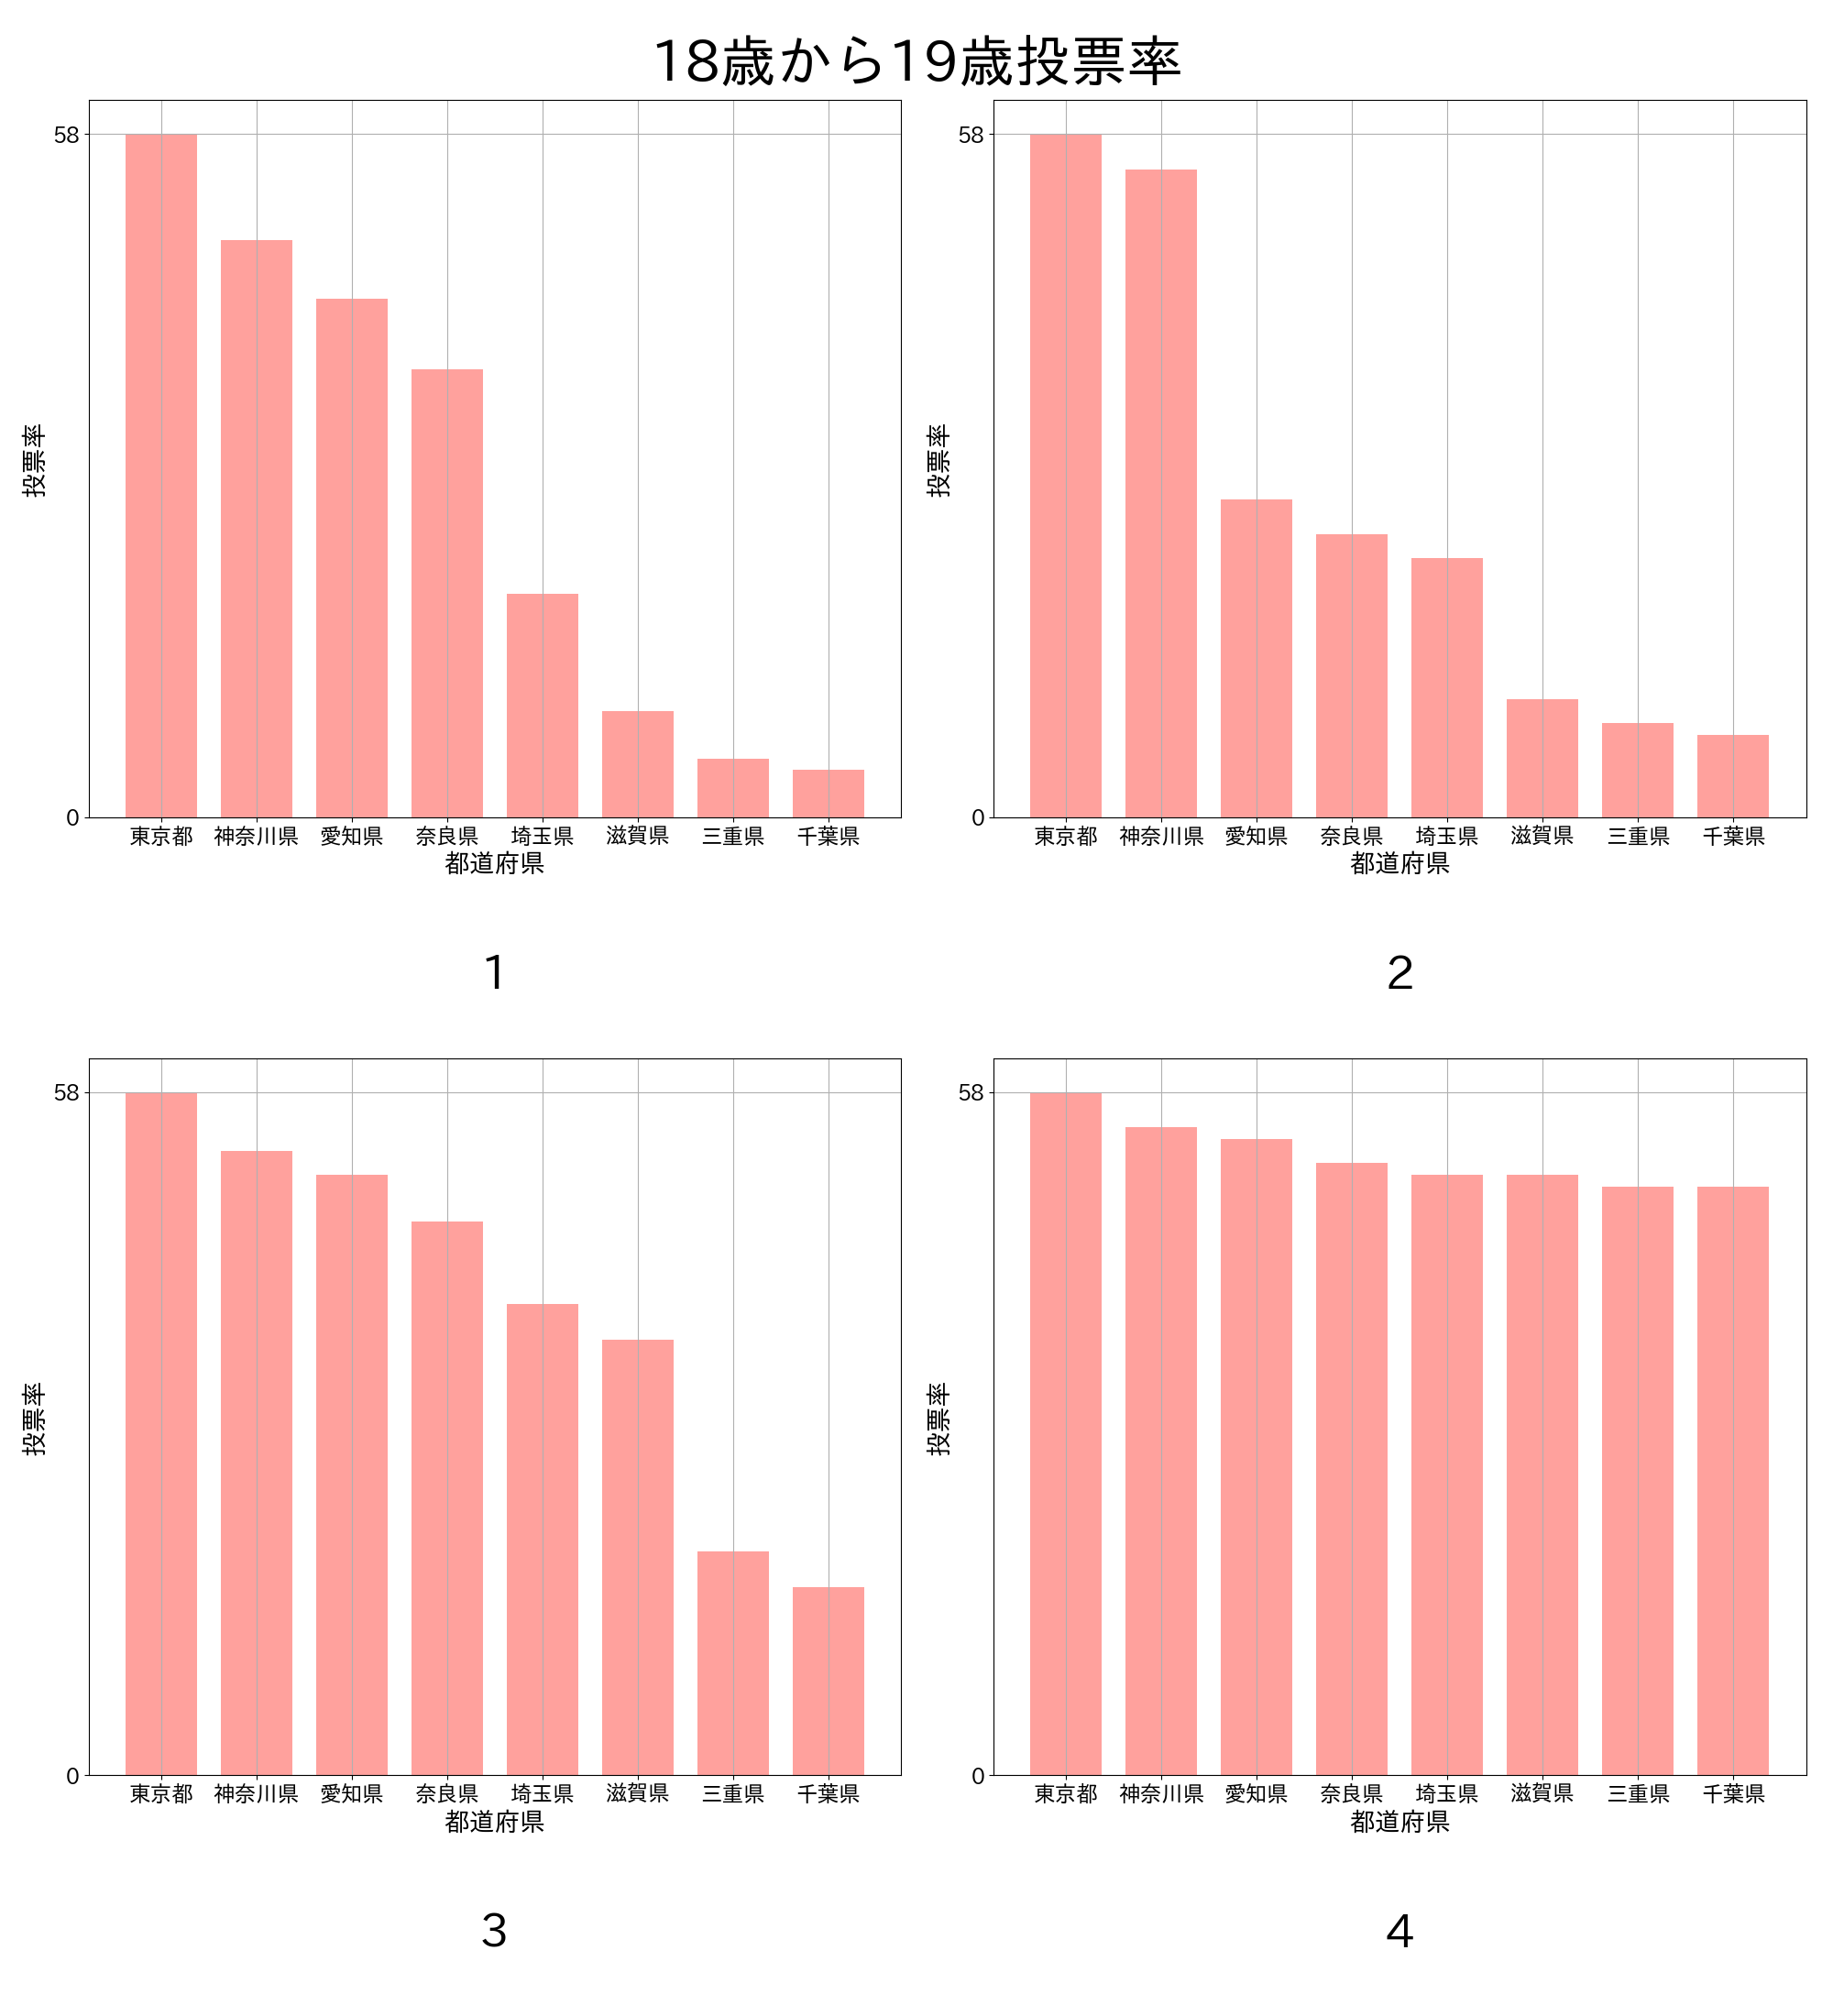 18歳から19歳投票率
58
0
投票率
東京都 神奈川県 愛知県 奈良県 埼玉県 滋賀県 三重県 千葉県
都道府県
1
58
0
投票率
東京都 神奈川県 愛知県 奈良県 埼玉県 滋賀県 三重県 千葉県
都道府県
2
58
0
投票率
東京都 神奈川県 愛知県 奈良県 埼玉県 滋賀県 三重県 千葉県
都道府県
3
58
0
投票率
東京都 神奈川県 愛知県 奈良県 埼玉県 滋賀県 三重県 千葉県
都道府県
4